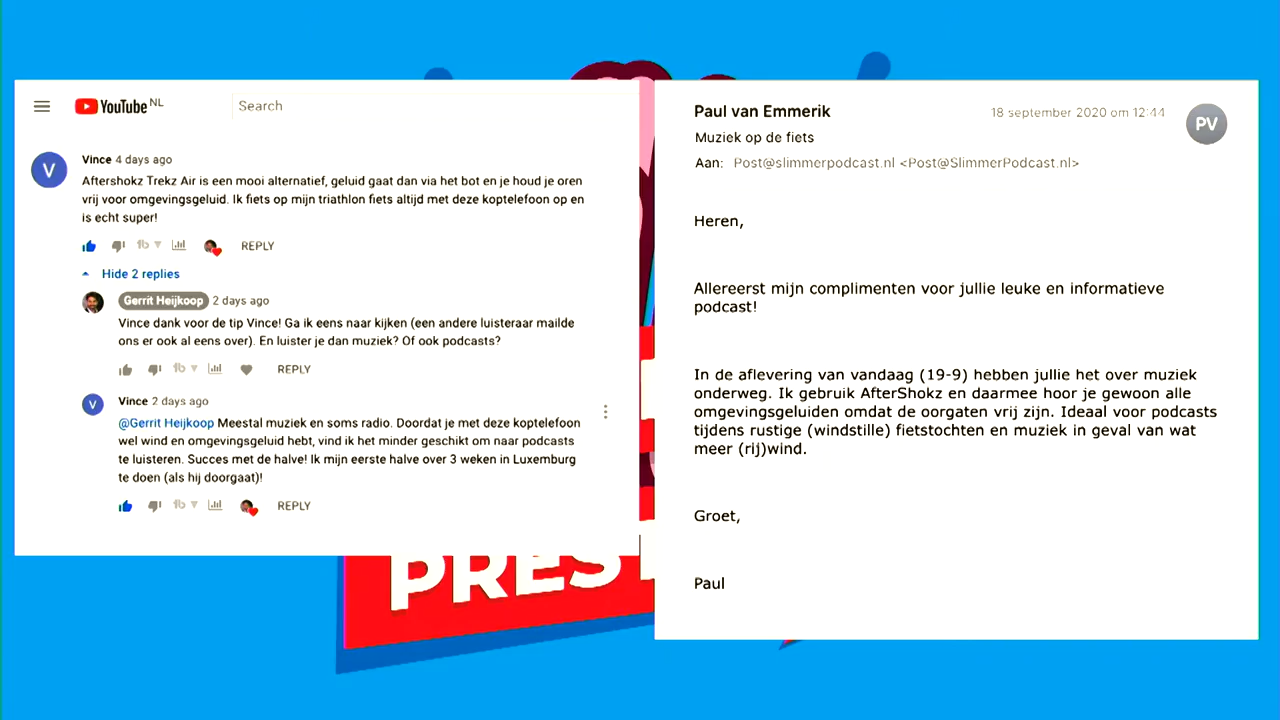 YouTube NL
Search
V
Vince 4 days ago
Aftershokz Trekz Air is een mooi alternatief, geluid gaat dan via het bot en je houd je oren
vrij voor omgevingsgeluid. Ik fiets op mijn triathlon fiets altijd met deze koptelefoon op en
is echt super!
REPLY
Hide 2 replies
Gerrit Heijkoop 2 days ago
Vince dank voor de tip Vince! Ga ik eens naar kijken (een andere luisteraar mailde
ons er ook al eens over). En luister je dan muziek? Of ook podcasts?
REPLY
V
Vince 2 days ago
@Gerrit Heijkoop Meestal muziek en soms radio. Doordat je met deze koptelefoon
wel wind en omgevingsgeluid hebt, vind ik het minder geschikt om naar podcasts
te luisteren. Succes met de halve! Ik mijn eerste halve over 3 weken in Luxemburg
te doen (als hij doorgaat)!
REPLY
Paul van Emmerik
18 september 2020 om 12:44
PV
Muziek op de fiets
Aan: Post@slimmerpodcast.nl <Post@SlimmerPodcast.nl>
Heren,
Allereerst mijn complimenten voor jullie leuke en informatieve
podcast!
In de aflevering van vandaag (19-9) hebben jullie het over muziek
onderweg. Ik gebruik AfterShokz en daarmee hoor je gewoon alle
omgevingsgeluiden omdat de oorgaten vrij zijn. Ideaal voor podcasts
tijdens rustige (windstille) fietstochten en muziek in geval van wat
meer (rij)wind.
Groet,
Paul
PREST